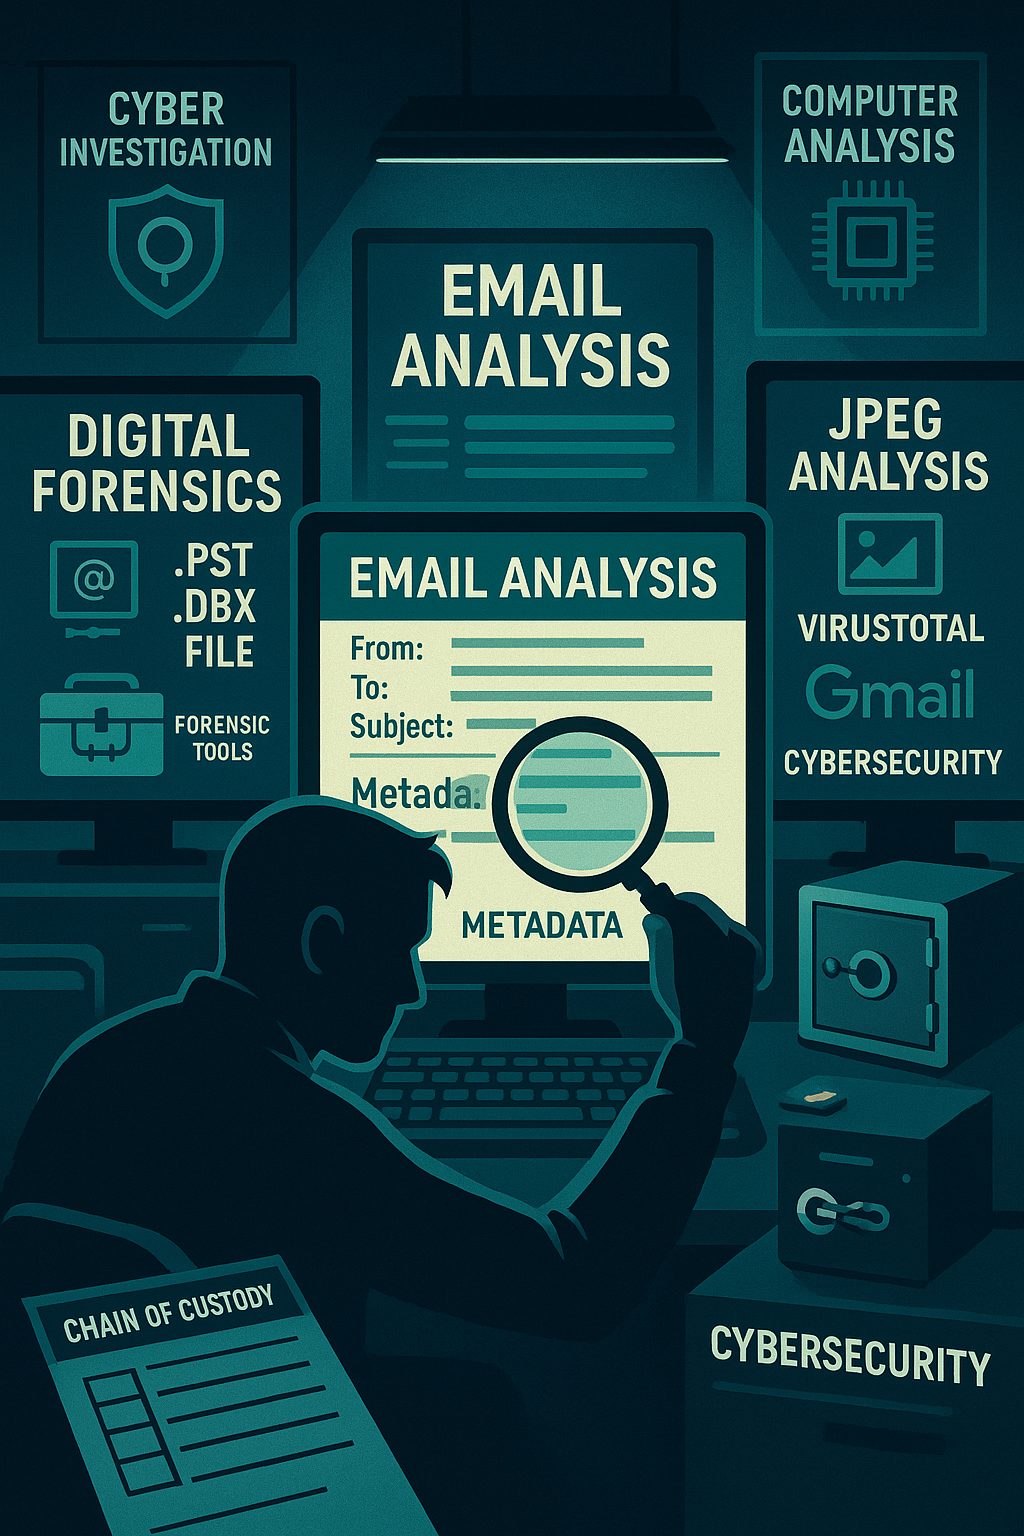 CYBER
INVESTIGATION
COMPUTER
ANALYSIS
EMAIL
ANALYSIS
DIGITAL
FORENSICS
@
.PST
.DBX
FILE
FORENSIC
TOOLS
JPEG
ANALYSIS
VIRUSTOTAL
Gmail
CYBERSECURITY
EMAIL ANALYSIS
From:
To:
Subject:
Metada:
METADATA
CHAIN OF CUSTODY
CYBERSECURITY